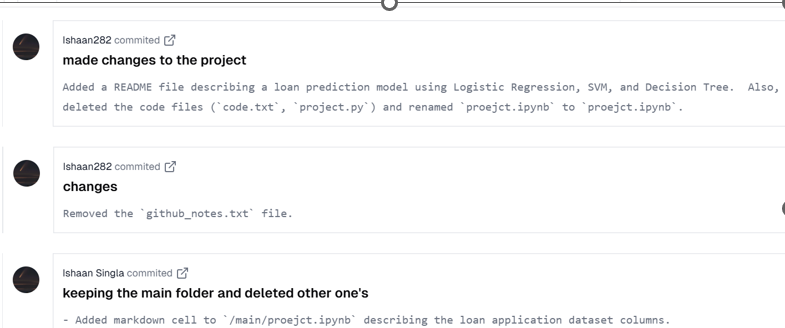 Ishaan282 commited
made changes to the project
Added a README file describing a loan prediction model using Logistic Regression, SVM, and Decision Tree.  Also,
deleted the code files (`code.txt`, `project.py`) and renamed `proejct.ipynb` to `proejct.ipynb`.
Ishaan282 commited
changes
Removed the `github_notes.txt` file.
Ishaan Singla commited
keeping the main folder and deleted other one's
- Added markdown cell to `/main/proejct.ipynb` describing the loan application dataset columns.